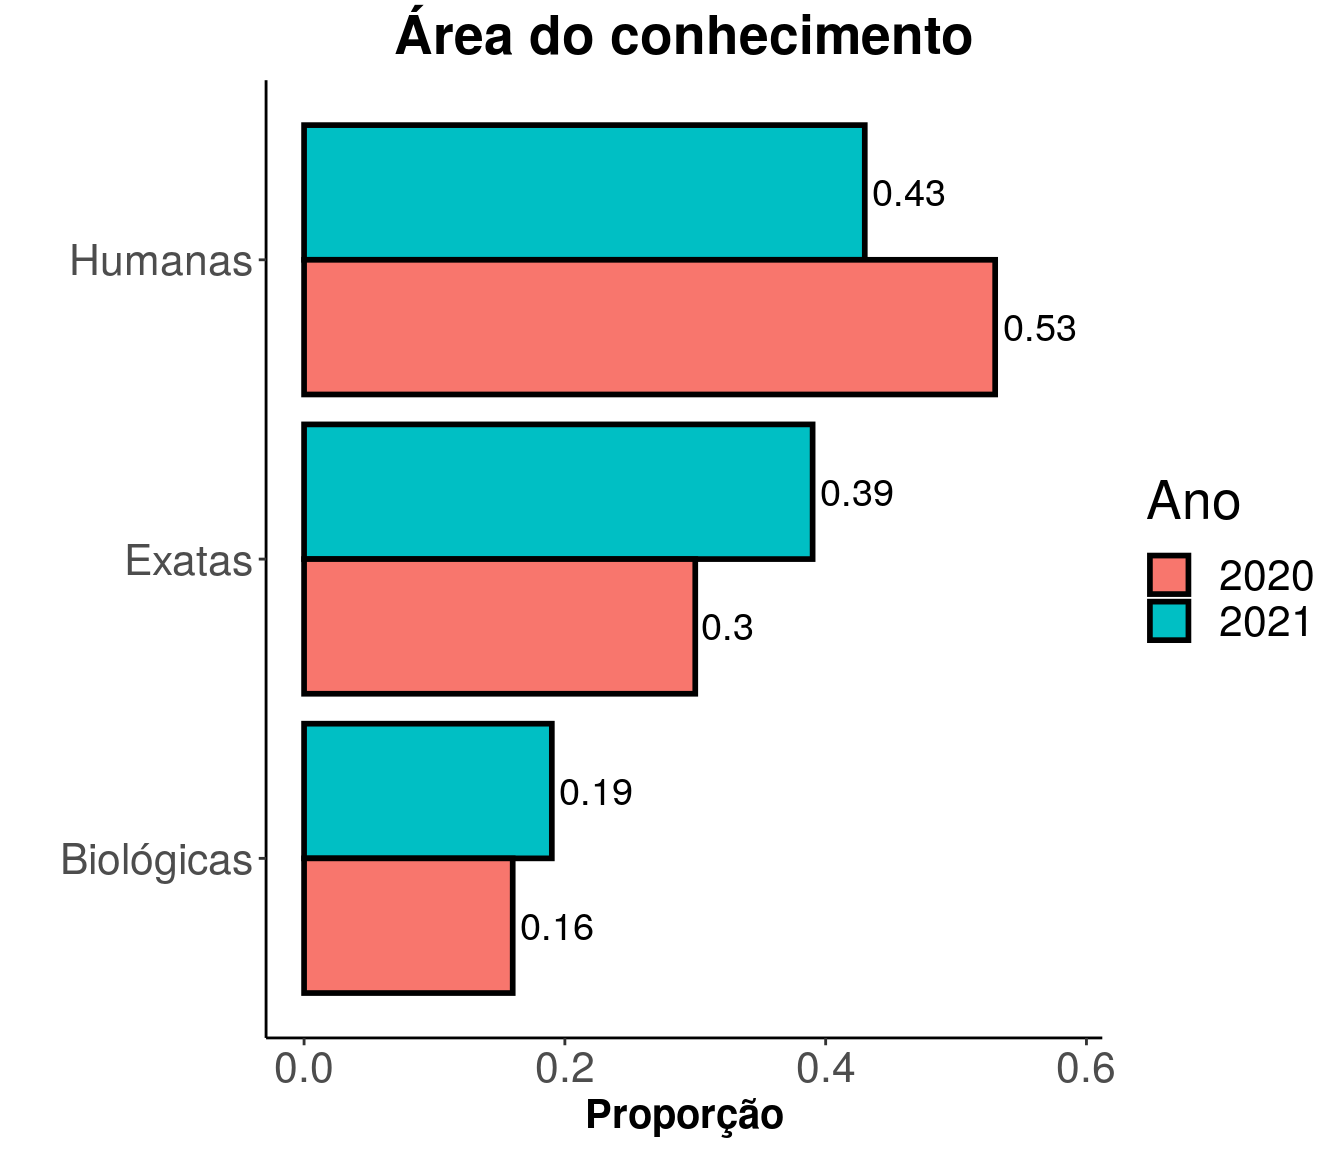 Área do conhecimento
Humanas
0.43
0.53
Exatas
0.39
0.3
Biológicas
0.19
0.16
0.0 0.2 0.4 0.6
Proporção
Ano
2020
2021